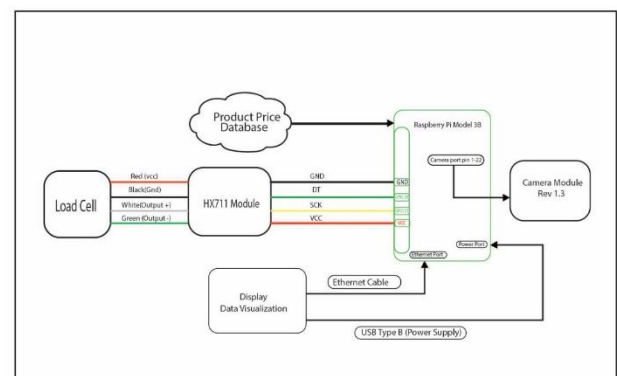 Product Price
Database
Raspberry Pi Model 3B
Camera port pin 1-22
Camera Module
Rev 1.3
Load Cell
Red (vcc)
Black(Gnd)
White(Output +)
Green (Output -)
HX711 Module
GND
DT
SCK
VCC
GND
VCC
Power Port
Ethernet Port
Ethernet Cable
Display
Data Visualization
USB Type B (Power Supply)